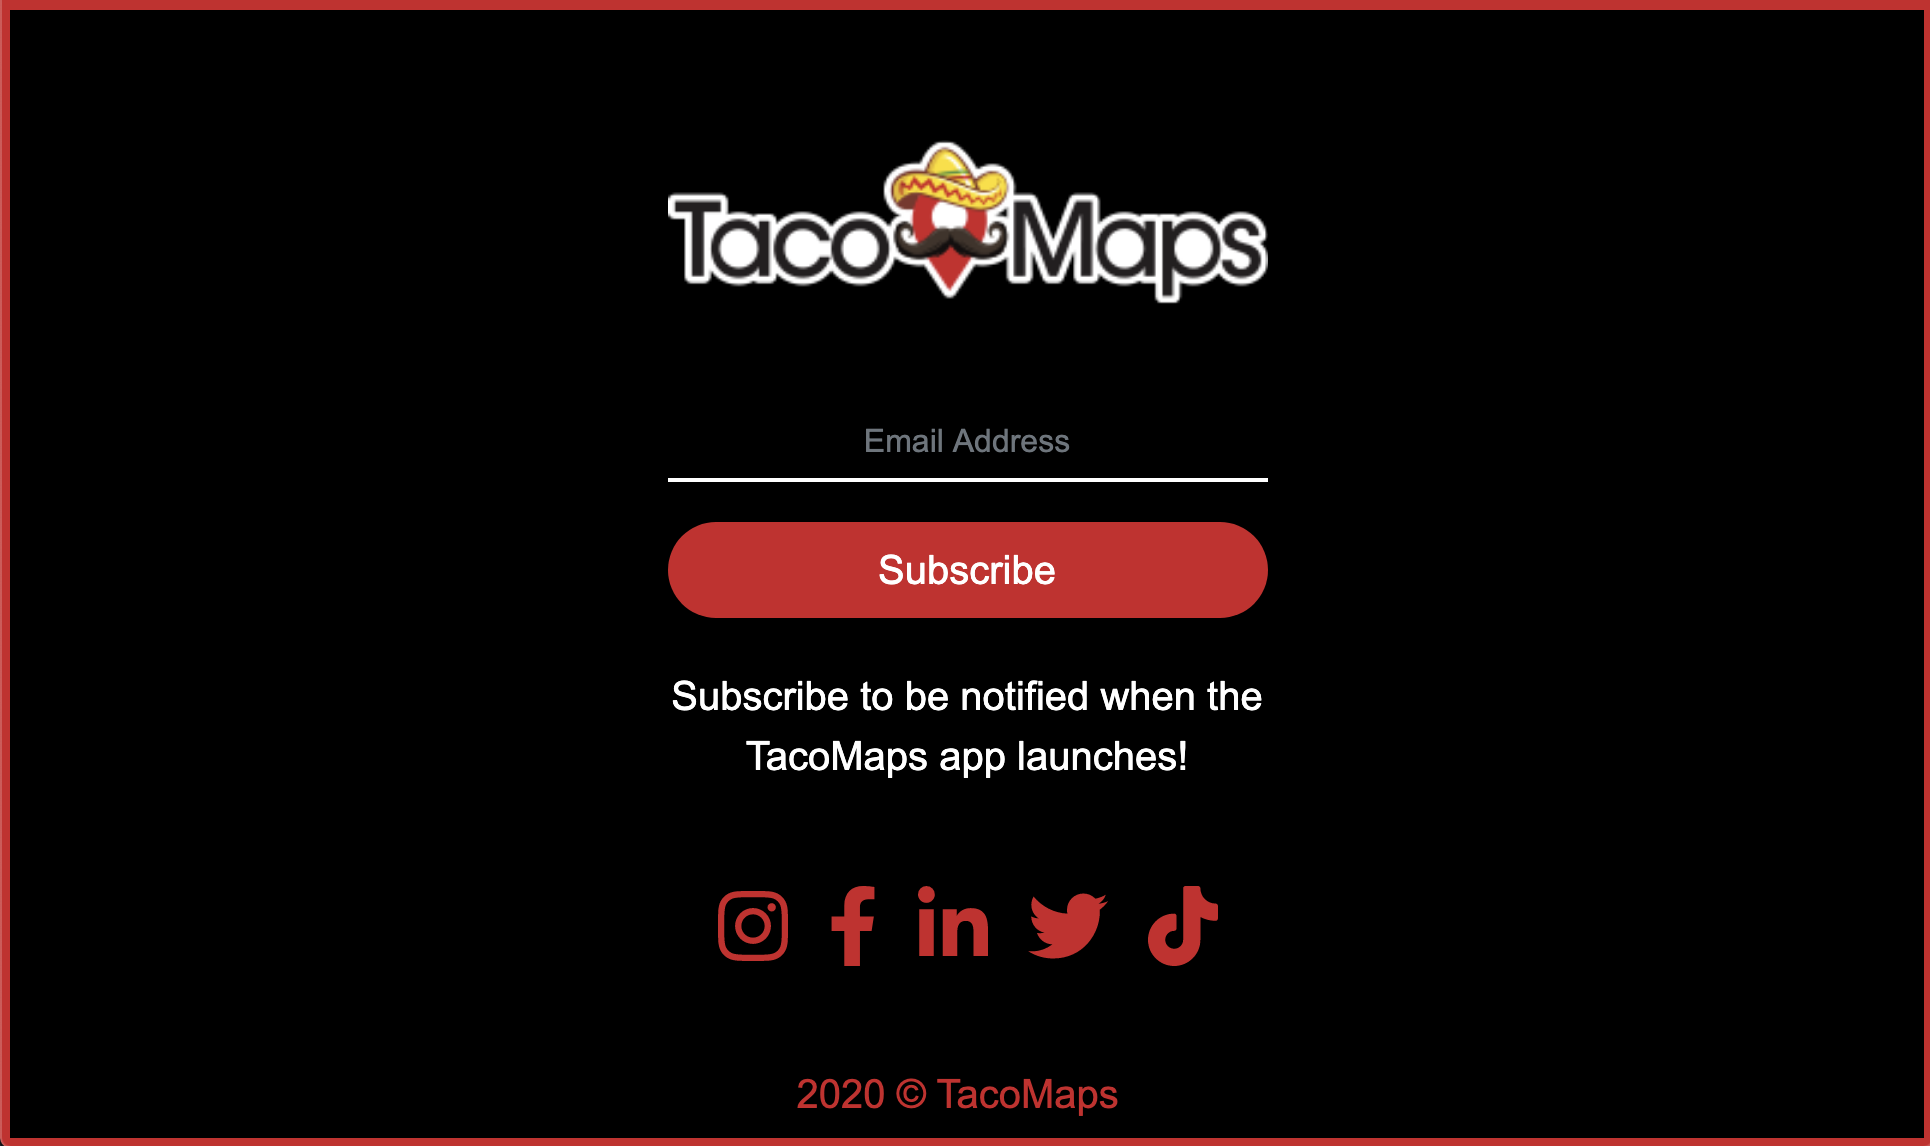 Taco Maps
Email Address
Subscribe
Subscribe to be notified when the
TacoMaps app launches!
2020 © TacoMaps